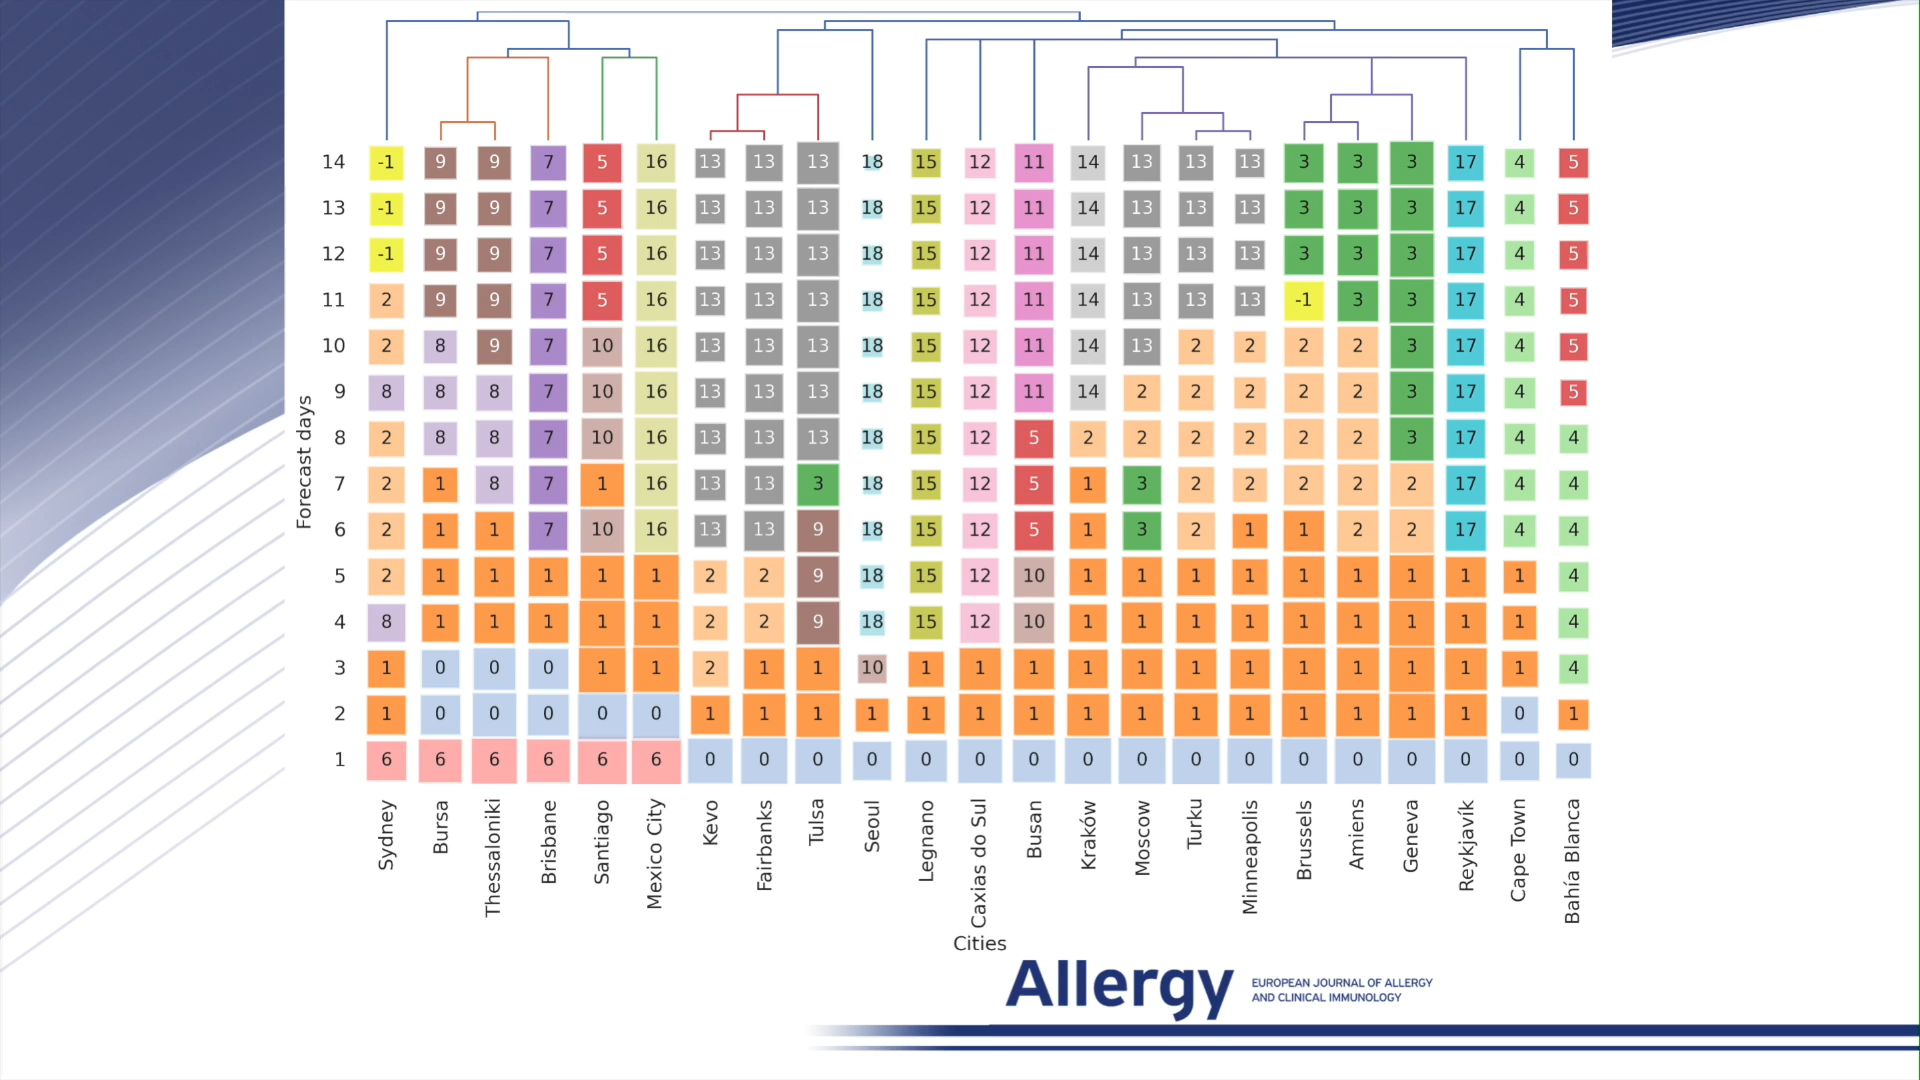 14 -1 9 9 7 5 16 13 13 13 18 15 12 11 14 13 13 13 3 3 3 17 4 5
13 -1 9 9 7 5 16 13 13 13 18 15 12 11 14 13 13 13 3 3 3 17 4 5
12 -1 9 9 7 5 16 13 13 13 18 15 12 11 14 13 13 13 3 3 3 17 4 5
11 2 9 9 7 5 16 13 13 13 18 15 12 11 14 13 13 13 -1 3 3 17 4 5
10 2 8 9 7 10 16 13 13 13 18 15 12 11 14 13 2 2 2 2 3 17 4 5
9 8 8 8 7 10 16 13 13 13 18 15 12 11 14 2 2 2 2 2 3 17 4 5
8 2 8 8 7 10 16 13 13 13 18 15 12 5 2 2 2 2 2 2 3 17 4 4
7 2 1 8 7 1 16 13 13 3 18 15 12 5 1 3 2 2 2 2 2 17 4 4
6 2 1 1 7 10 16 13 13 9 18 15 12 5 1 3 2 1 1 2 2 17 4 4
5 2 1 1 1 1 1 2 2 9 18 15 12 10 1 1 1 1 1 1 1 1 1 4
4 8 1 1 1 1 1 2 2 9 18 15 12 10 1 1 1 1 1 1 1 1 1 4
3 1 0 0 0 1 1 2 1 1 10 1 1 1 1 1 1 1 1 1 1 1 1 4
2 1 0 0 0 0 0 1 1 1 1 1 1 1 1 1 1 1 1 1 1 1 0 1
1 6 6 6 6 6 6 0 0 0 0 0 0 0 0 0 0 0 0 0 0 0 0 0
Forecast days
Sydney
Bursa
Thessaloniki
Brisbane
Santiago
Mexico City
Kevo
Fairbanks
Tulsa
Seoul
Legnano
Caxias do Sul
Busan
Kraków
Moscow
Turku
Minneapolis
Brussels
Amiens
Geneva
Reykjavík
Cape Town
Bahía Blanca
Cities
Allergy
EUROPEAN JOURNAL OF ALLERGY
AND CLINICAL IMMUNOLOGY